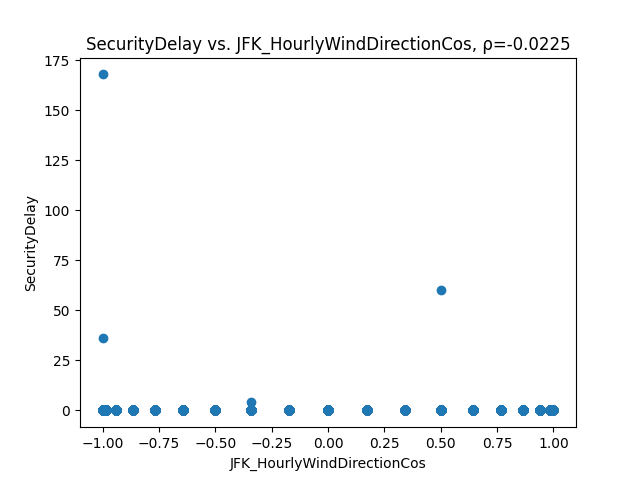 SecurityDelay vs. JFK_HourlyWindDirectionCos, ρ=-0.0225
175
150
125
100
75
50
25
0
SecurityDelay
−1.00 −0.75 −0.50 −0.25 0.00 0.25 0.50 0.75 1.00
JFK_HourlyWindDirectionCos